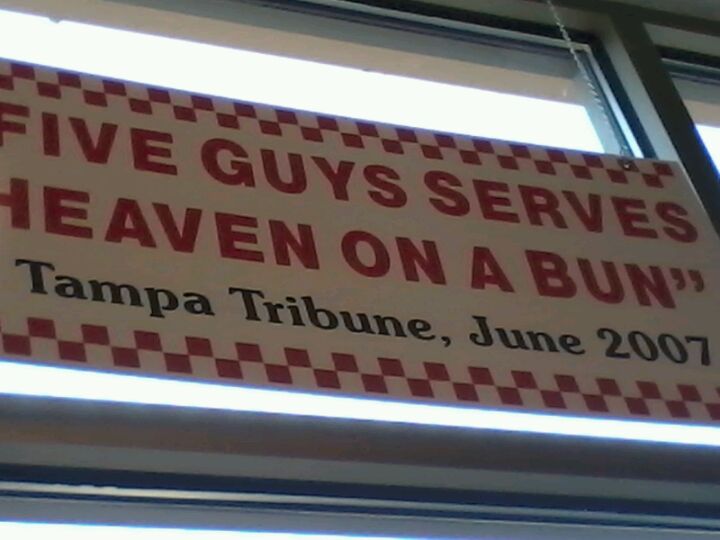 FIVE GUYS SERVES
HEAVEN ON A BUN”
Tampa Tribune, June 2007